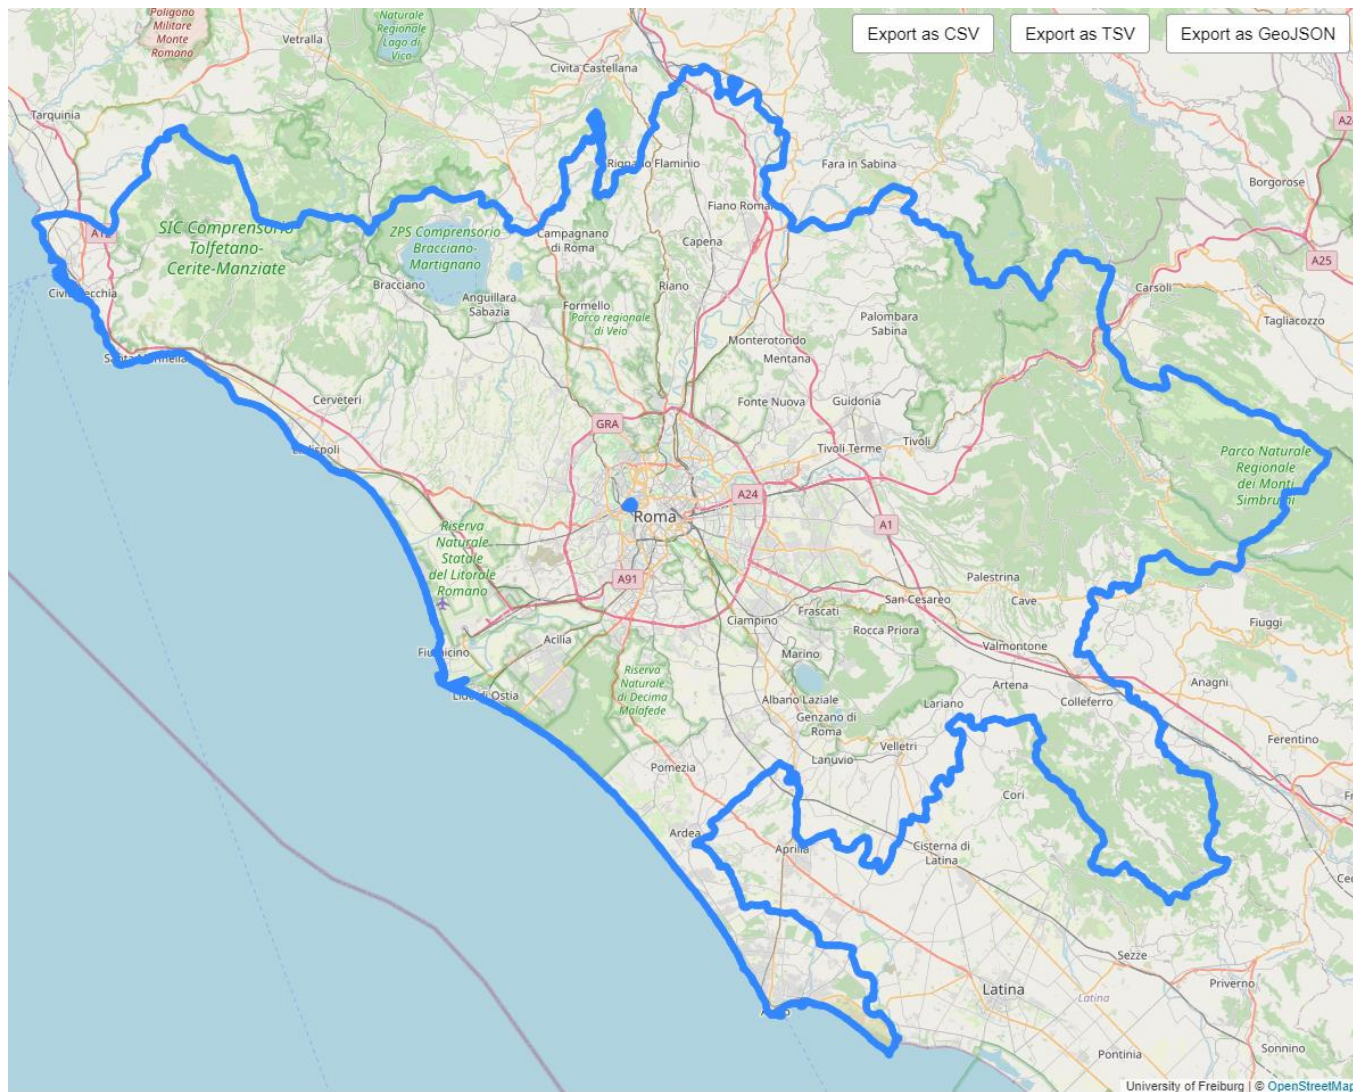 Poligono
Militare
Monte
Romano
Naturale
Regionale
Lago di
Vico
Export as CSV
Export as TSV
Export as GeoJSON
Vetralla
Civita Castellana
Tarquinia
Rignano Flaminio
Fara in Sabina
Borgorose
Fiano Romano
SIC Comprensorio
Tolfetano-
Cerite-Manziate
ZPS Comprensorio
Bracciano-
Martignano
Campagnano
di Roma
Capena
A25
Bracciano
Anguillara
Sabazia
Formello
Parco regionale
di Veio
Riano
Carsoli
Palombara
Sabina
Tagliacozzo
Monterotondo
Mentana
Cerveteri
Fonte Nuova
Guidonia
GRA
Tivoli Terme
Tivoli
Parco Naturale
Regionale
dei Monti
Simbruini
A24
Roma
A1
Riserva
Naturale
Statale
del Litorale
Romano
A91
Palestrina
Cave
San Cesareo
Ciampino
Frascati
Rocca Priora
Fiuggi
Acilia
Marino
Valmontone
Riserva
Naturale
di Decima
Malafede
Albano Laziale
Genzano di
Roma
Lariano
Artena
Colleferro
Anagni
Ferentino
Velletri
Lanuvio
Pomezia
Cori
Ardea
Aprilia
Cisterna di
Latina
Sezze
Priverno
Latina
Latina
Pontinia
Sonnino
University of Freiburg | © OpenStreetMap